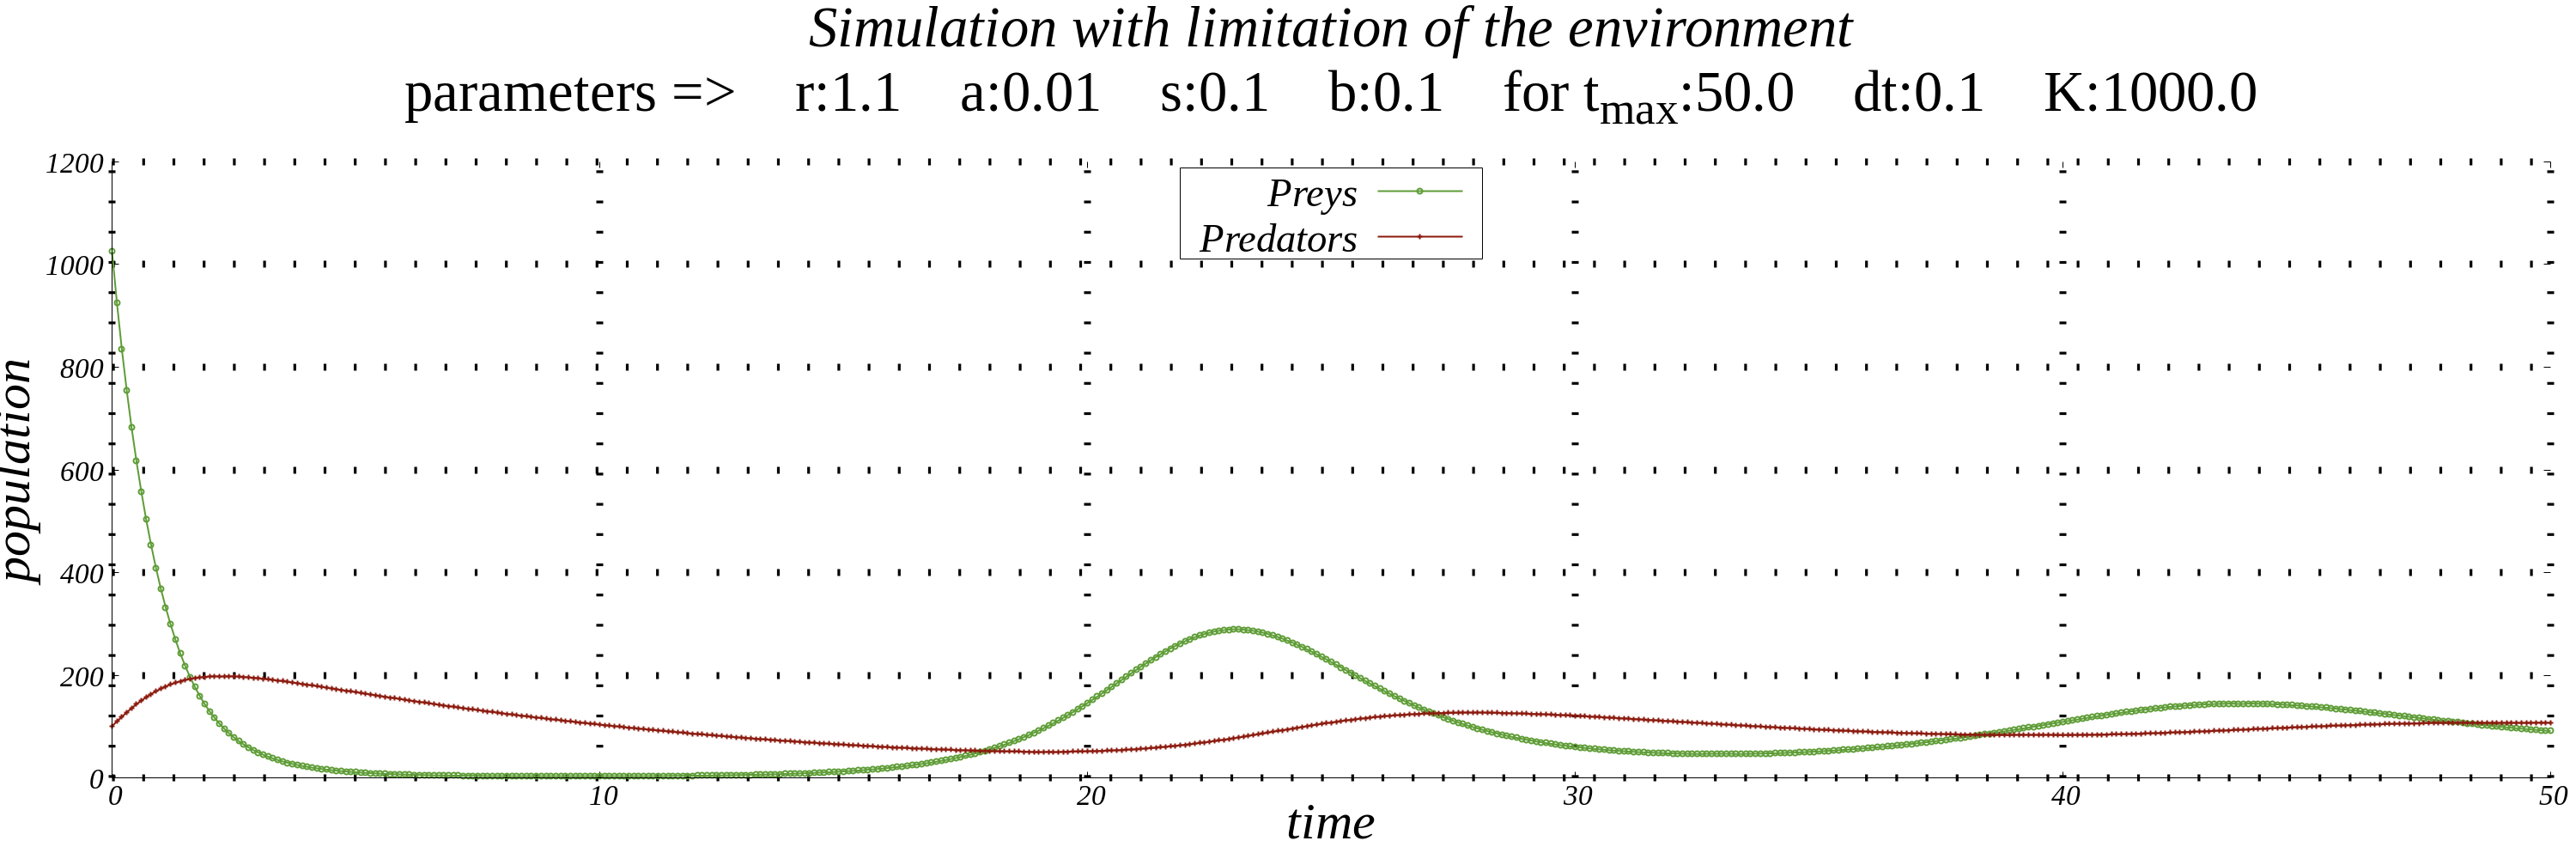 Simulation with limitation of the environment
parameters => r:1.1 a:0.01 s:0.1 b:0.1 for tmax:50.0 dt:0.1 K:1000.0
1200
1000
800
600
400
200
0
population
Preys
Predators
0 10 20 30 40 50
time